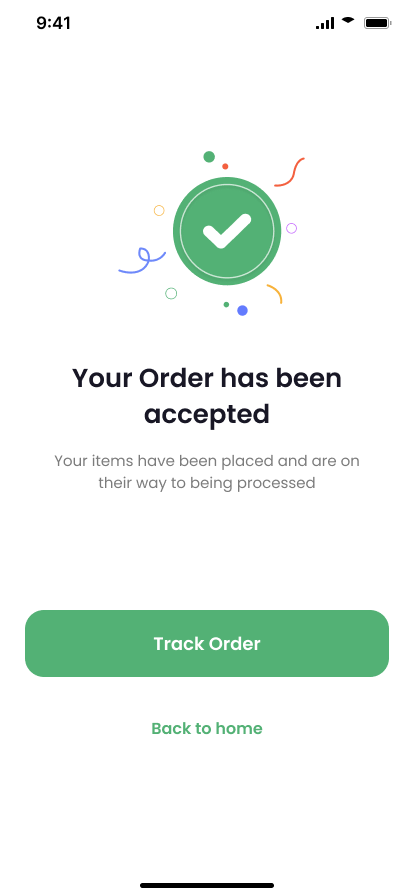 9:41
Your Order has been
accepted
Your items have been placed and are on
their way to being processed
Track Order
Back to home